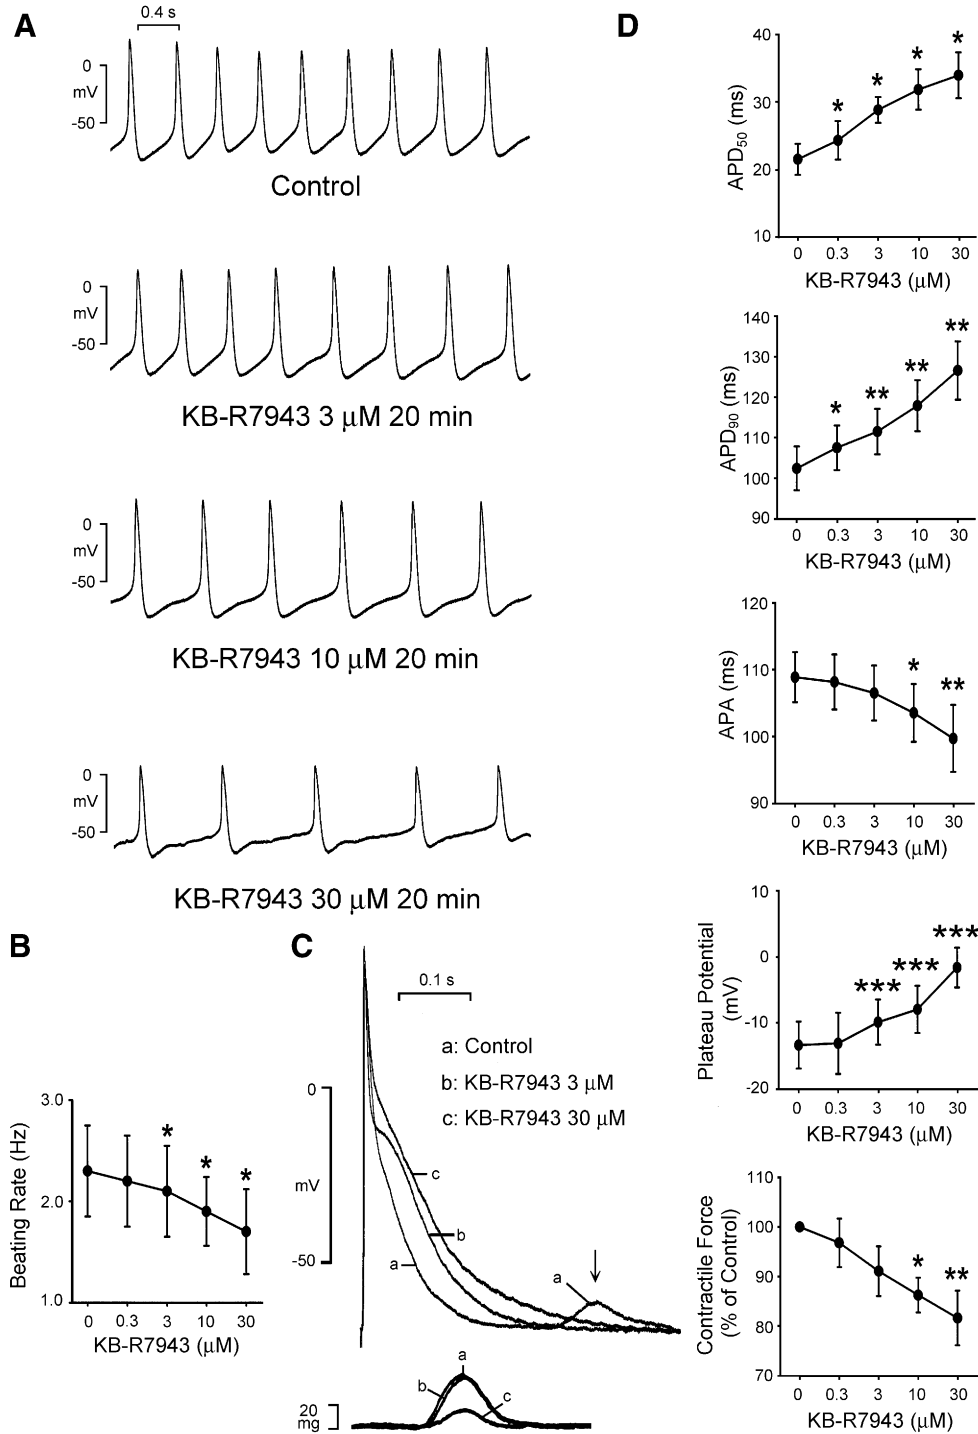 A
0.4 s
0
mV
-50
Control
0
mV
-50
KB-R7943 3 μM 20 min
0
mV
-50
KB-R7943 10 μM 20 min
0
mV
-50
KB-R7943 30 μM 20 min
B
3.0
2.0
1.0
Beating Rate (Hz)
*
*
*
0 0.3 3 10 30
KB-R7943 (μM)
C
0.1 s
a: Control
b: KB-R7943 3 μM
c: KB-R7943 30 μM
0
mV
-50
c
b
a
a
a
b
c
20
mg
D
40
30
20
10
APD50 (ms)
* * * *
0 0.3 3 10 30
KB-R7943 (μM)
140
130
120
110
100
90
APD90 (ms)
* ** ** **
0 0.3 3 10 30
KB-R7943 (μM)
120
110
100
90
APA (ms)
* **
0 0.3 3 10 30
KB-R7943 (μM)
10
0
-10
-20
Plateau Potential
(mV)
*** *** ***
0 0.3 3 10 30
KB-R7943 (μM)
110
100
90
80
70
Contractile Force
(% of Control)
* **
0 0.3 3 10 30
KB-R7943 (μM)